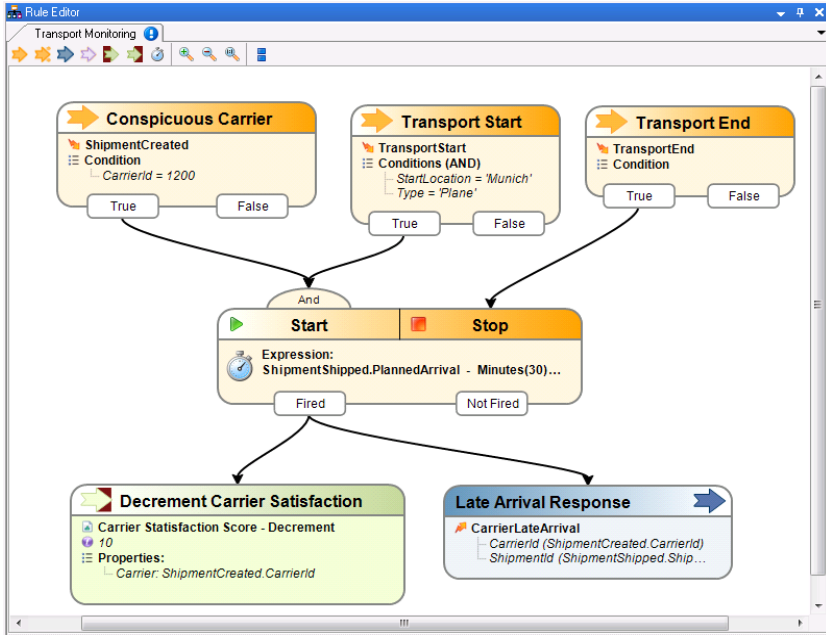 Rule Editor
Transport Monitoring
Conspicuous Carrier
ShipmentCreated
Condition
CarrierId = 1200
True
False
Transport Start
TransportStart
Conditions (AND)
StartLocation = 'Munich'
Type = 'Plane'
True
False
Transport End
TransportEnd
Condition
True
False
And
Start
Stop
Expression:
ShipmentShipped.PlannedArrival - Minutes(30)...
Fired
Not Fired
Decrement Carrier Satisfaction
Carrier Statisfaction Score - Decrement
10
Properties:
Carrier: ShipmentCreated.CarrierId
Late Arrival Response
CarrierLateArrival
CarrierId (ShipmentCreated.CarrierId)
ShipmentId (ShipmentShipped.Ship...